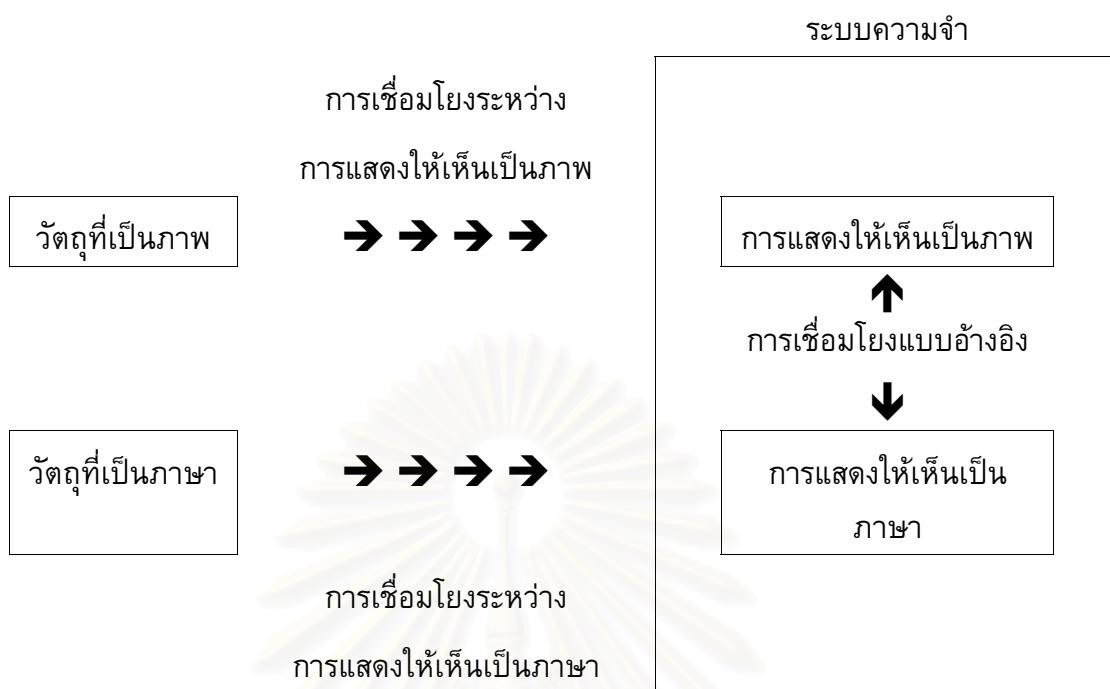 ระบบความจำ
การเชื่อมโยงระหว่าง
การแสดงให้เห็นเป็นภาพ
วัตถุที่เป็นภาพ
การแสดงให้เห็นเป็นภาพ
การเชื่อมโยงแบบอ้างอิง
วัตถุที่เป็นภาษา
การแสดงให้เห็นเป็น
ภาษา
การเชื่อมโยงระหว่าง
การแสดงให้เห็นเป็นภาษา